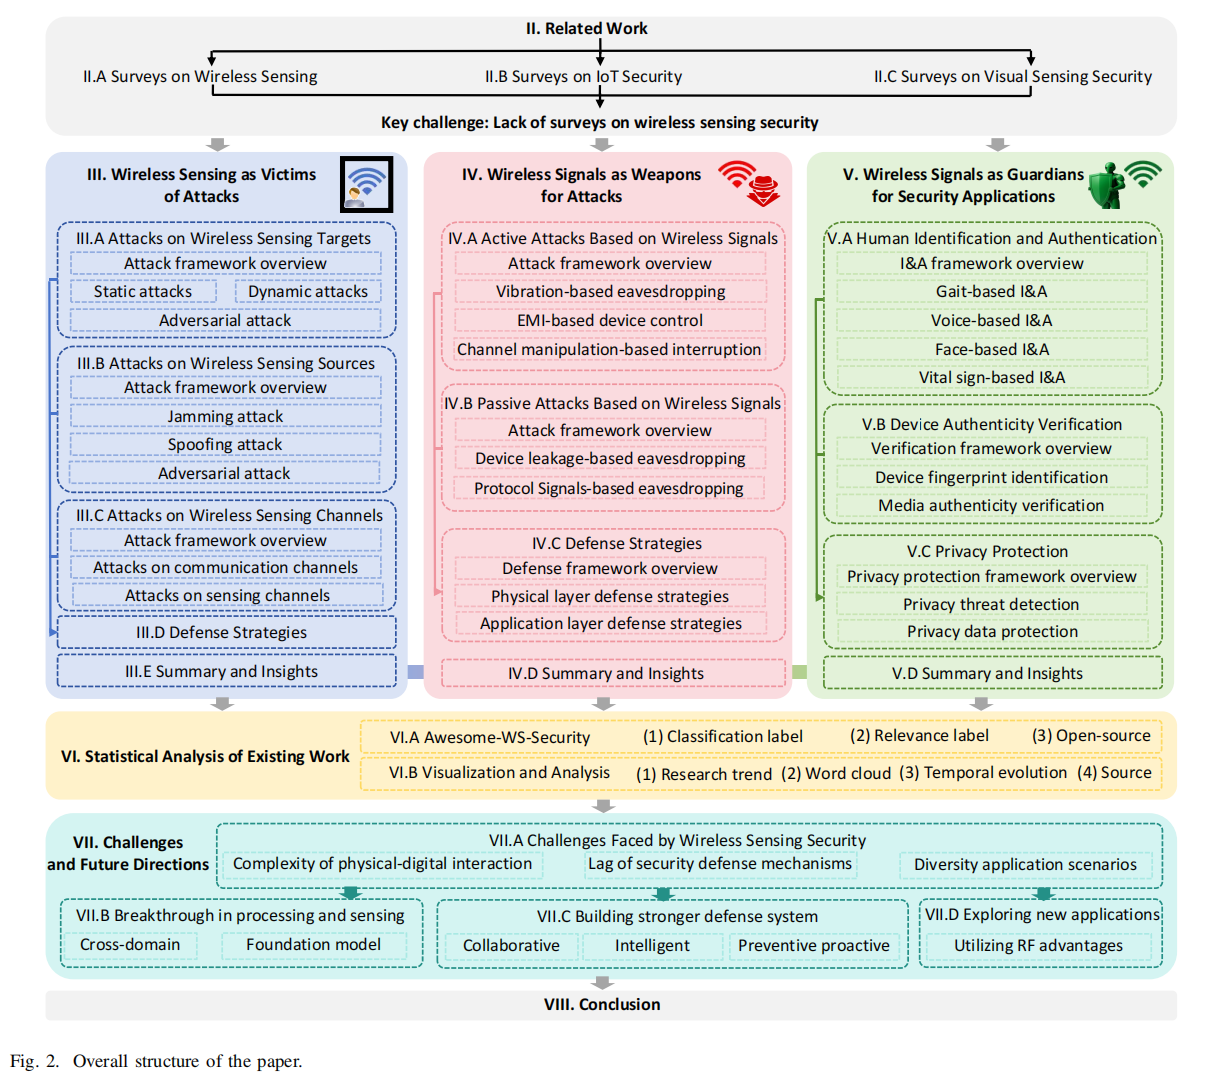 II. Related Work
II.A Surveys on Wireless Sensing
II.B Surveys on IoT Security
II.C Surveys on Visual Sensing Security
Key challenge: Lack of surveys on wireless sensing security
III. Wireless Sensing as Victims
of Attacks
III.A Attacks on Wireless Sensing Targets
Attack framework overview
Static attacks
Dynamic attacks
Adversarial attack
III.B Attacks on Wireless Sensing Sources
Attack framework overview
Jamming attack
Spoofing attack
Adversarial attack
III.C Attacks on Wireless Sensing Channels
Attack framework overview
Attacks on communication channels
Attacks on sensing channels
III.D Defense Strategies
III.E Summary and Insights
IV. Wireless Signals as Weapons
for Attacks
IV.A Active Attacks Based on Wireless Signals
Attack framework overview
Vibration-based eavesdropping
EMI-based device control
Channel manipulation-based interruption
IV.B Passive Attacks Based on Wireless Signals
Attack framework overview
Device leakage-based eavesdropping
Protocol Signals-based eavesdropping
IV.C Defense Strategies
Defense framework overview
Physical layer defense strategies
Application layer defense strategies
IV.D Summary and Insights
V. Wireless Signals as Guardians
for Security Applications
V.A Human Identification and Authentication
I&A framework overview
Gait-based I&A
Voice-based I&A
Face-based I&A
Vital sign-based I&A
V.B Device Authenticity Verification
Verification framework overview
Device fingerprint identification
Media authenticity verification
V.C Privacy Protection
Privacy protection framework overview
Privacy threat detection
Privacy data protection
V.D Summary and Insights
VI. Statistical Analysis of Existing Work
VI.A Awesome-WS-Security (1) Classification label (2) Relevance label (3) Open-source
VI.B Visualization and Analysis (1) Research trend (2) Word cloud (3) Temporal evolution (4) Source
VII. Challenges
and Future Directions
VII.A Challenges Faced by Wireless Sensing Security
Complexity of physical-digital interaction
Lag of security defense mechanisms
Diversity application scenarios
VII.B Breakthrough in processing and sensing
Cross-domain
Foundation model
VII.C Building stronger defense system
Collaborative
Intelligent
Preventive proactive
VII.D Exploring new applications
Utilizing RF advantages
VIII. Conclusion
Fig. 2. Overall structure of the paper.